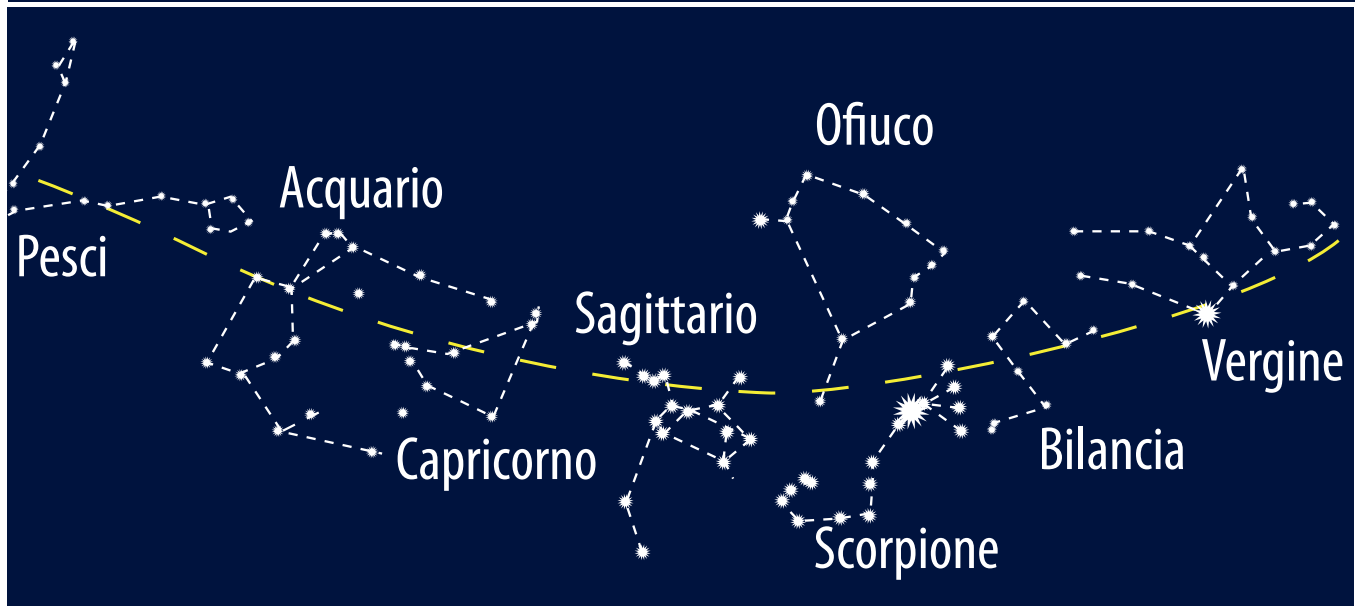 Ofiuco
Acquario
Pesci
Sagittario
Vergine
Capricorno
Bilancia
Scorpione